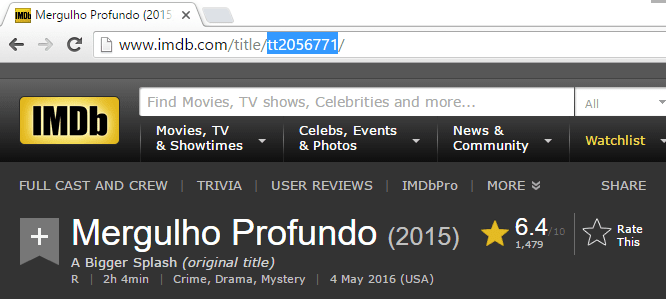 IMDb Mergulho Profundo (2015
www.imdb.com/title/tt2056771/
IMDb
Find Movies, TV shows, Celebrities and more...
All
Movies, TV
& Showtimes
Celebs, Events
& Photos
News &
Community
Watchlist
FULL CAST AND CREW | TRIVIA | USER REVIEWS | IMDbPro | MORE
SHARE
+ Mergulho Profundo (2015)
A Bigger Splash (original title)
R | 2h 4min | Crime, Drama, Mystery | 4 May 2016 (USA)
6.4/10
1,479
Rate
This